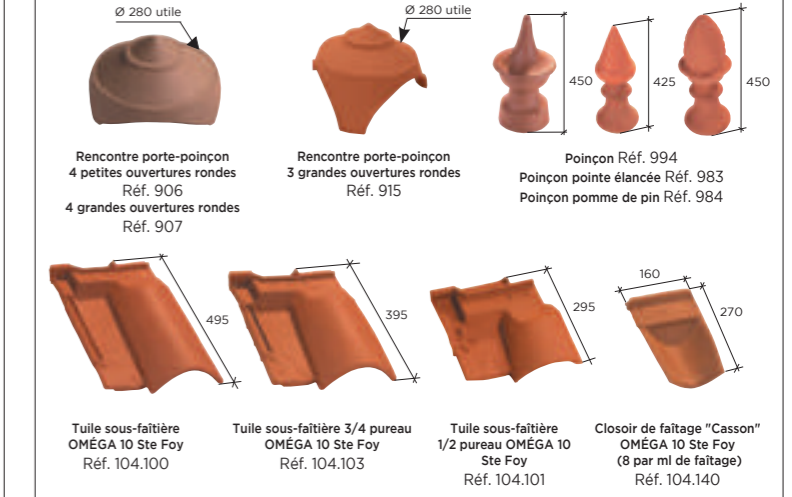 Ø 280 utile
Ø 280 utile
450
425
450
Rencontre porte-poinçon
4 petites ouvertures rondes
Réf. 906
4 grandes ouvertures rondes
Réf. 907
Rencontre porte-poinçon
3 grandes ouvertures rondes
Réf. 915
Poinçon Réf. 994
Poinçon pointe élancée Réf. 983
Poinçon pomme de pin Réf. 984
495
395
295
160
270
Tuile sous-faîtière
OMÉGA 10 Ste Foy
Réf. 104.100
Tuile sous-faîtière 3/4 pureau
OMÉGA 10 Ste Foy
Réf. 104.103
Tuile sous-faîtière
1/2 pureau OMÉGA 10
Ste Foy
Réf. 104.101
Closoir de faîtage "Casson"
OMÉGA 10 Ste Foy
(8 par ml de faîtage)
Réf. 104.140